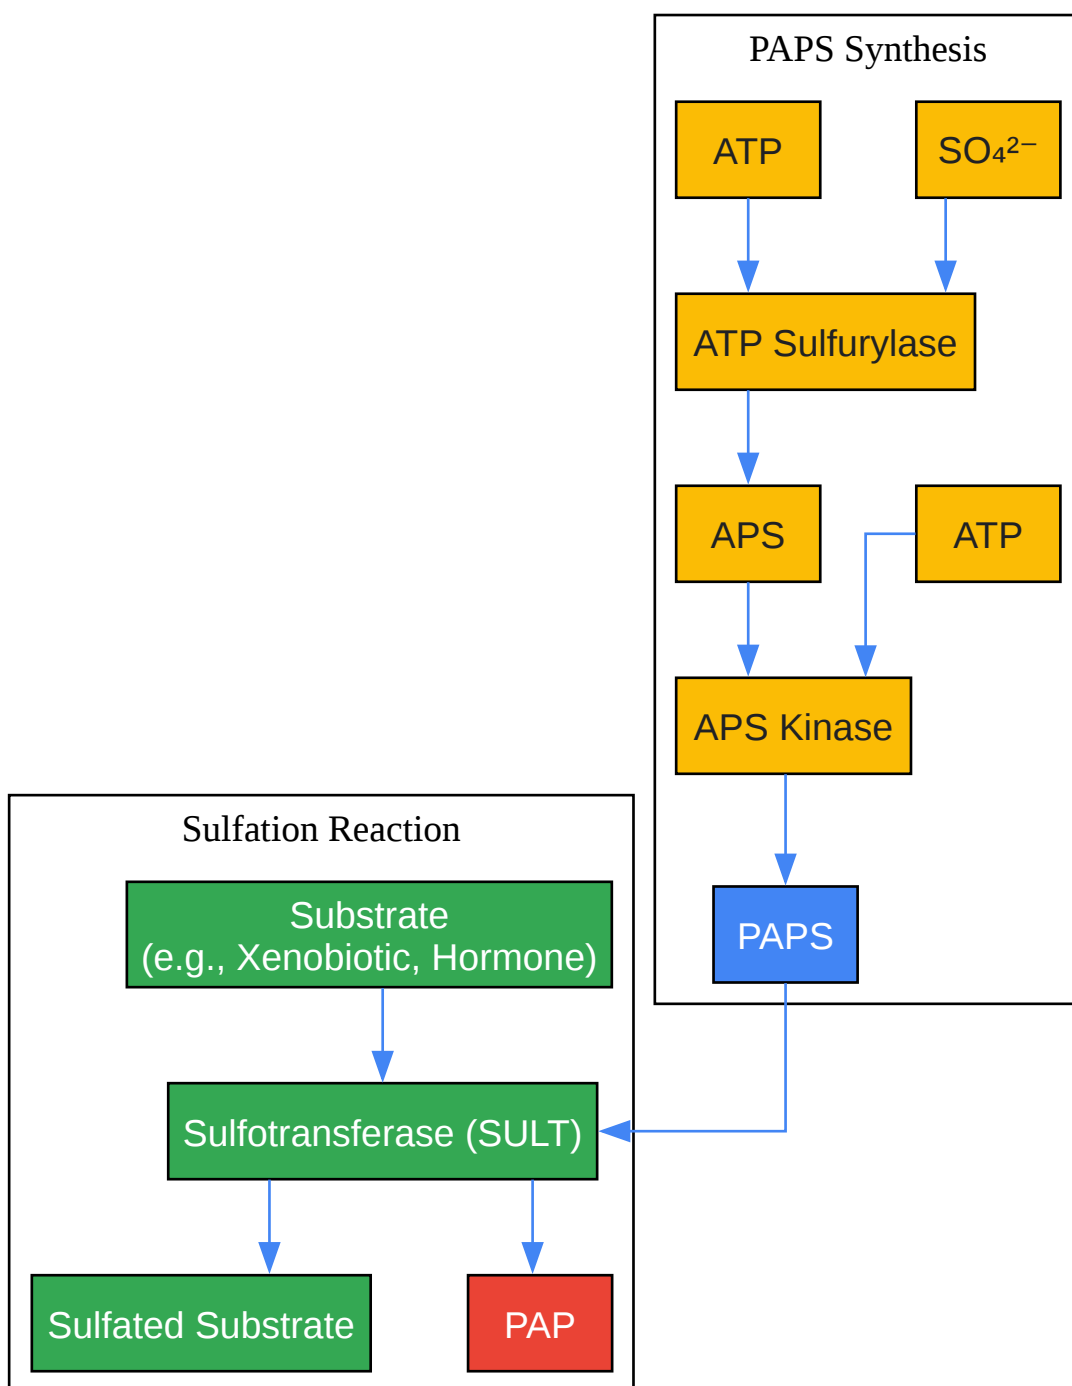 PAPS Synthesis
ATP
SO₄²⁻
ATP Sulfurylase
APS
ATP
APS Kinase
PAPS
Sulfation Reaction
Substrate
(e.g., Xenobiotic, Hormone)
Sulfotransferase (SULT)
Sulfated Substrate
PAP